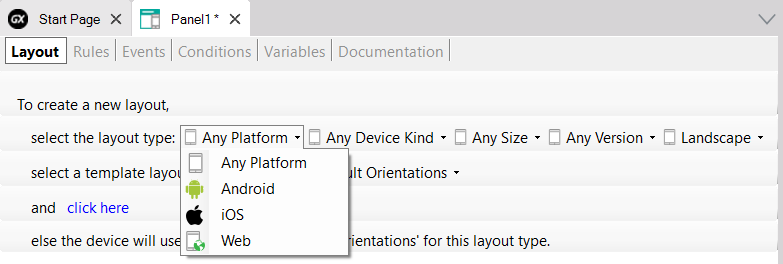 GX Start Page Panel1 *
Layout Rules Events Conditions Variables Documentation
To create a new layout,
select the layout type: Any Platform Any Device Kind Any Size Any Version Landscape
select a template layou ult Orientations
and click here
else the device will use rientations' for this layout type.
Any Platform
Android
iOS
Web